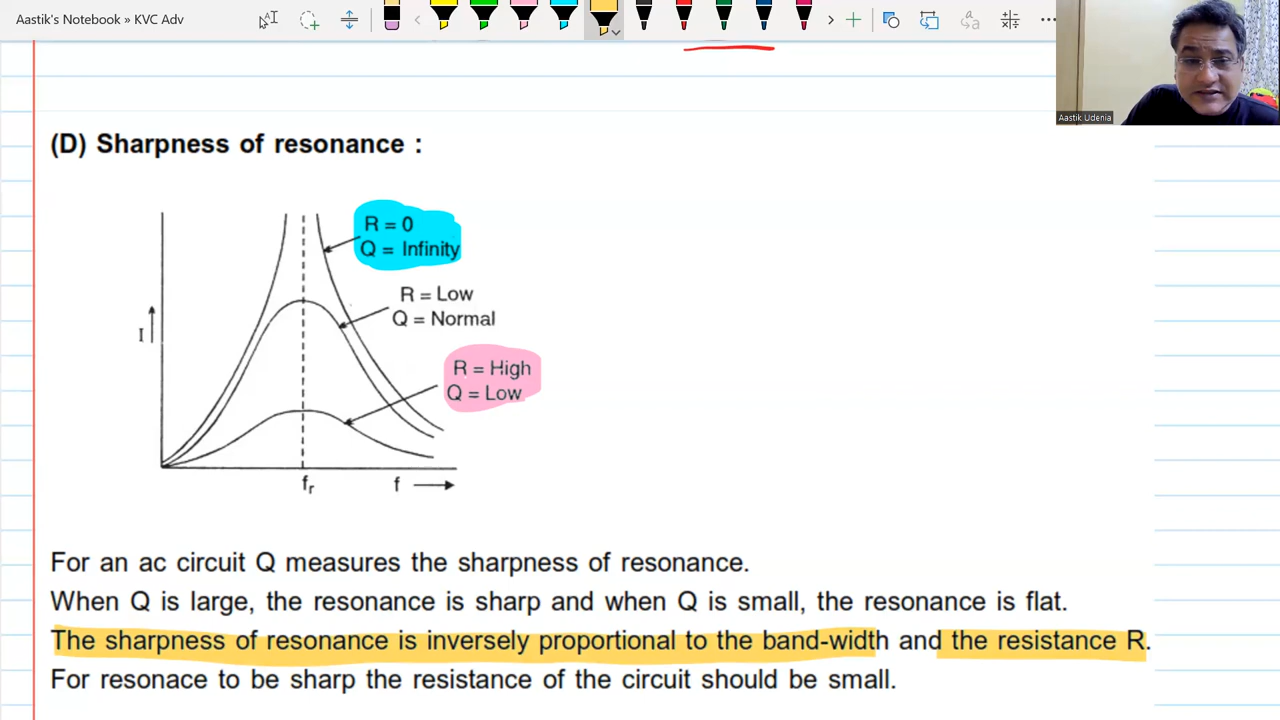 Aastik's Notebook » KVC Adv
Aastik Udenia
(D) Sharpness of resonance :
R = 0
Q = Infinity
R = Low
Q = Normal
I
R = High
Q = Low
fr
f
For an ac circuit Q measures the sharpness of resonance.
When Q is large, the resonance is sharp and when Q is small, the resonance is flat.
The sharpness of resonance is inversely proportional to the band-width and the resistance R.
For resonace to be sharp the resistance of the circuit should be small.